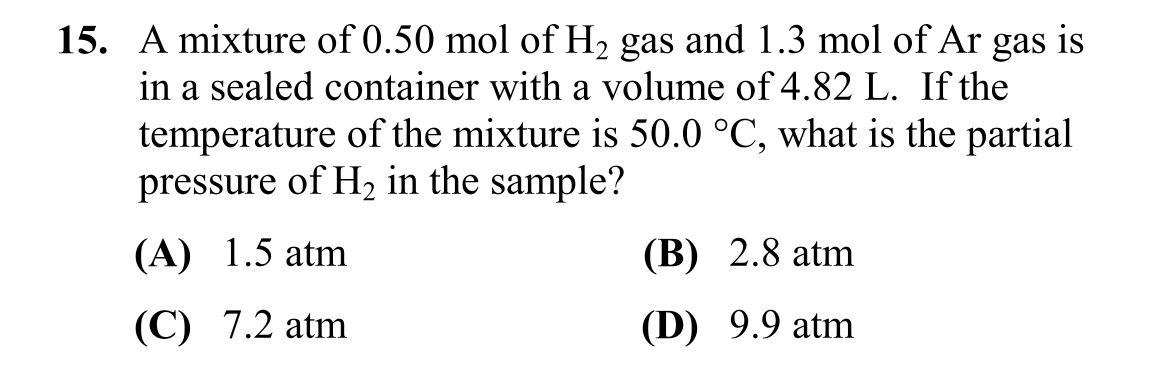 15. A mixture of 0.50 mol of H₂ gas and 1.3 mol of Ar gas is
in a sealed container with a volume of 4.82 L. If the
temperature of the mixture is 50.0 °C, what is the partial
pressure of H₂ in the sample?
(A) 1.5 atm (B) 2.8 atm
(C) 7.2 atm (D) 9.9 atm